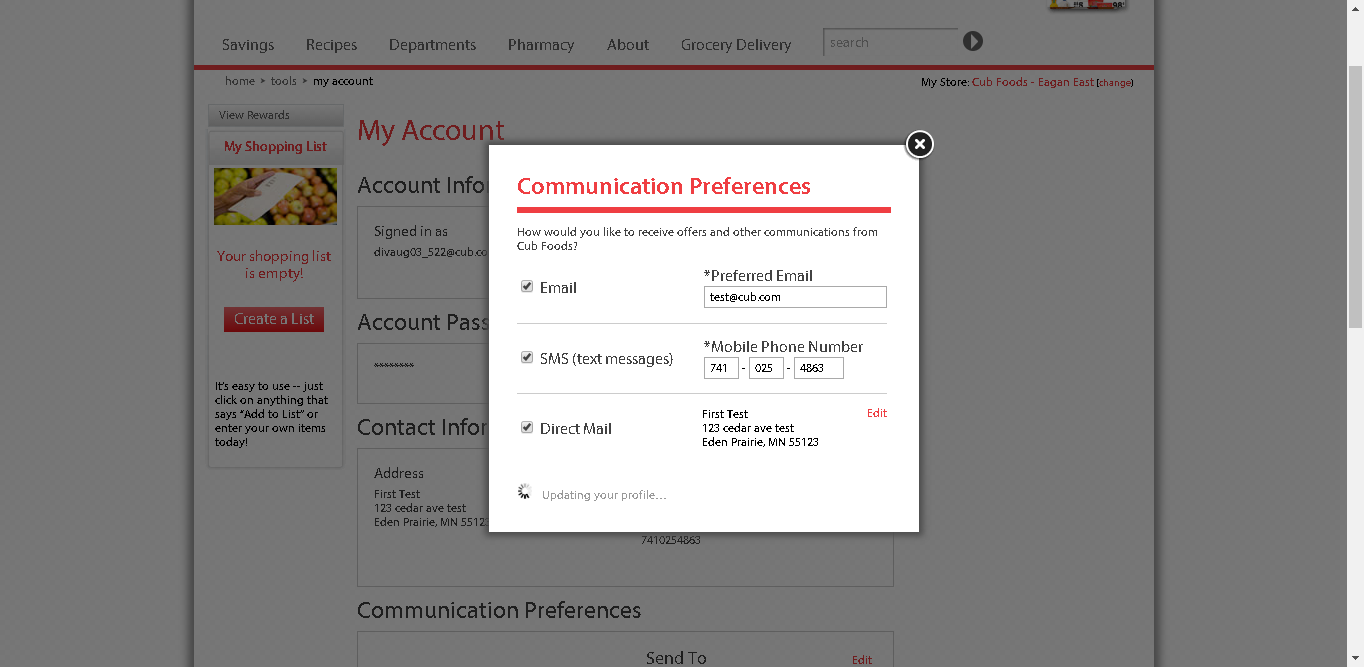 Savings Recipes Departments Pharmacy About Grocery Delivery search
home ▸ tools ▸ my account
My Store: Cub Foods - Eagan East [change]
View Rewards
My Shopping List
Your shopping list
is empty!
Create a List
It's easy to use -- just
click on anything that
says "Add to List" or
enter your own items
today!
My Account
Account Infor
Signed in as
divaug03_522@cub.co
Account Pass
********
Contact Infor
Address
First Test
123 cedar ave test
Eden Prairie, MN 5512
7410254863
Communication Preferences
Send To
Edit
Communication Preferences
How would you like to receive offers and other communications from
Cub Foods?
Email
*Preferred Email
test@cub.com
SMS (text messages)
*Mobile Phone Number
741 - 025 - 4863
Direct Mail
First Test
123 cedar ave test
Eden Prairie, MN 55123
Edit
Updating your profile...